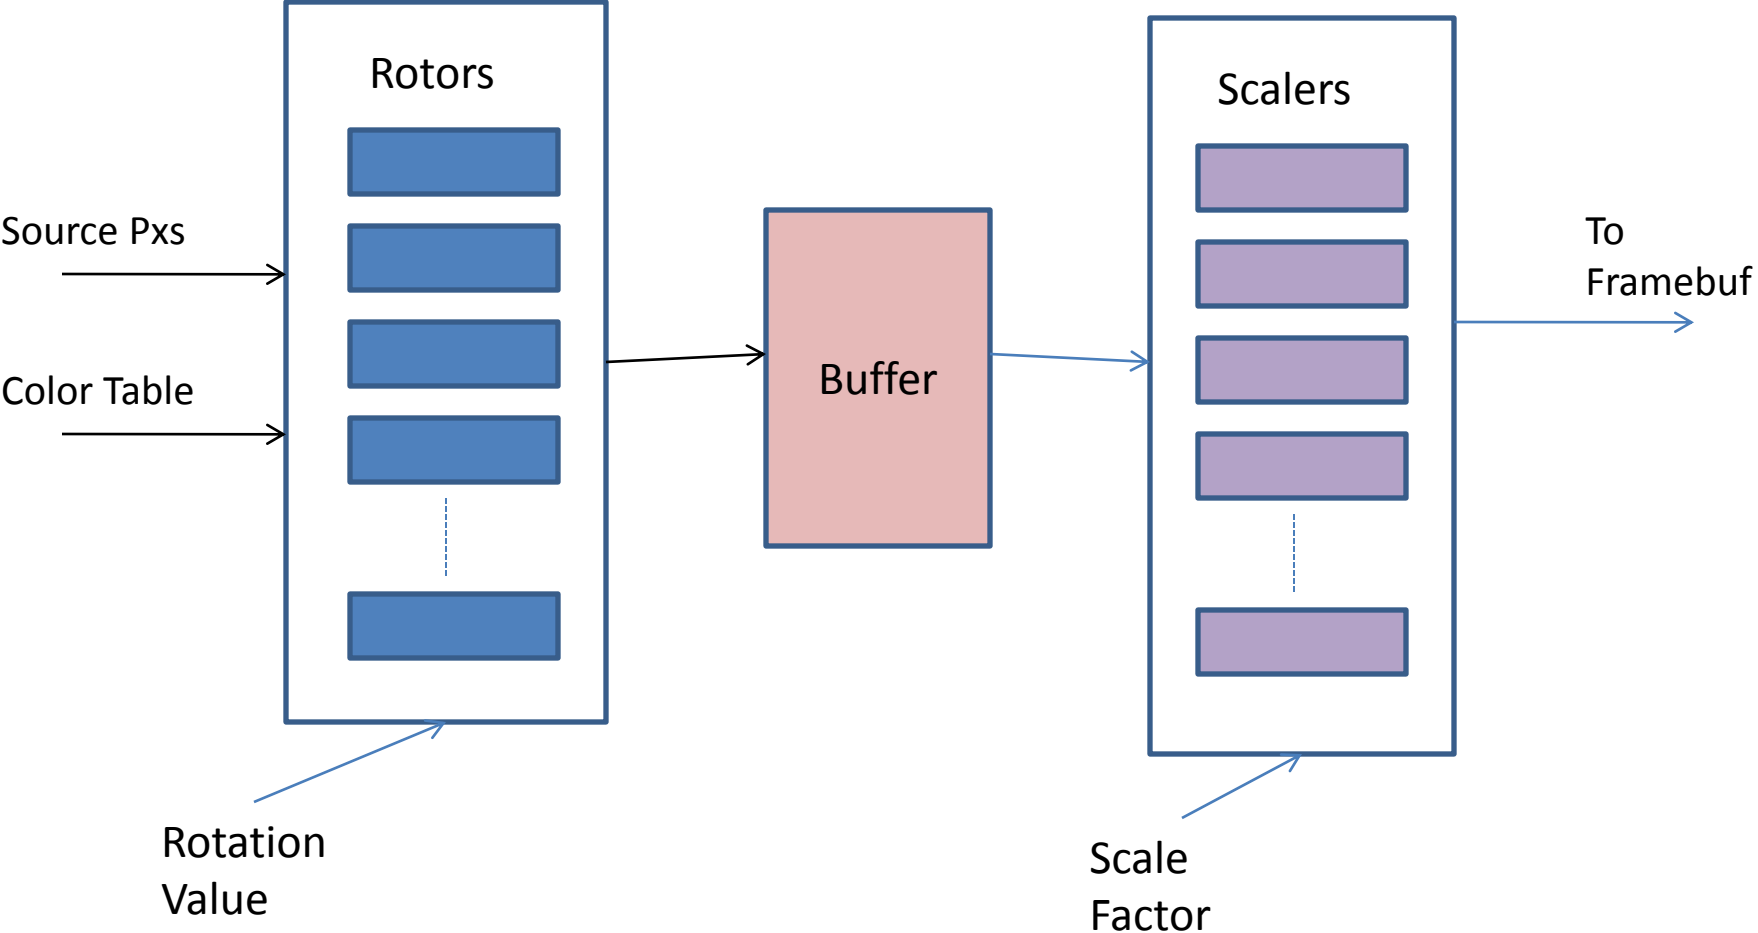 Rotors
Scalers
Source Pxs
To
Framebuf
Color Table
Buffer
Rotation
Value
Scale
Factor